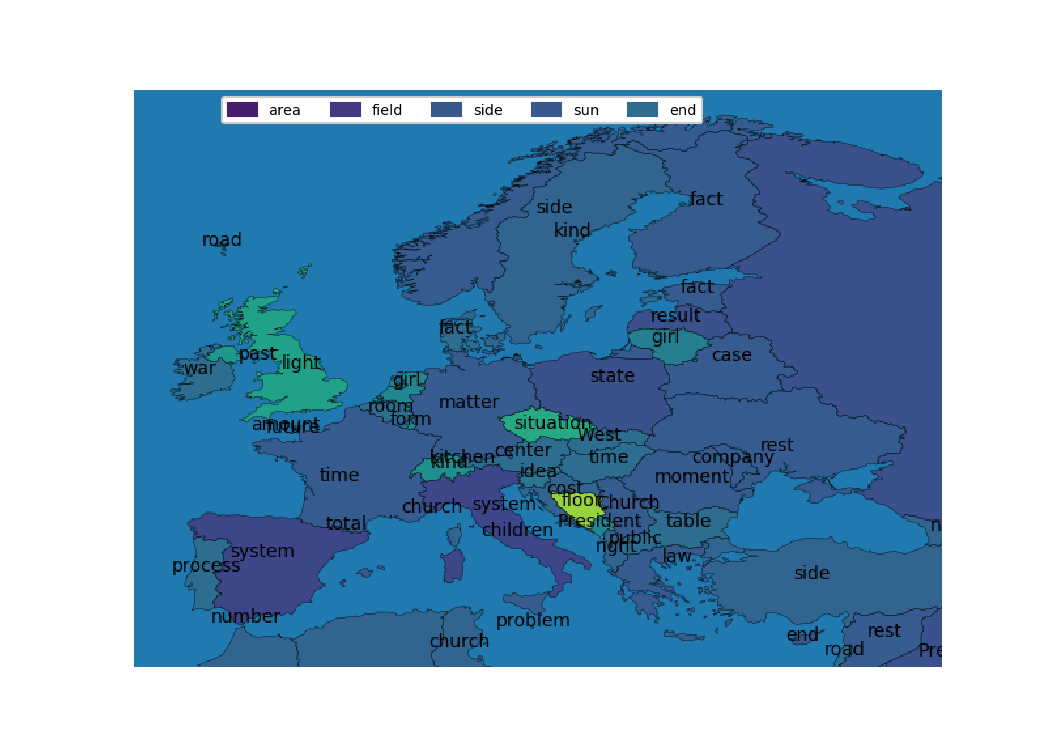 area field side sun end
side
fact
kind
road
fact
result
girl
past
case
fact
light
war
state
girl
matter
room
form
amount
future
situation
West
rest
center
kitchen
kind
time
company
idea
time
moment
cost
floor
church
church
system
total
President
table
children
public
right
system
law
process
side
number
problem
end
rest
church
road